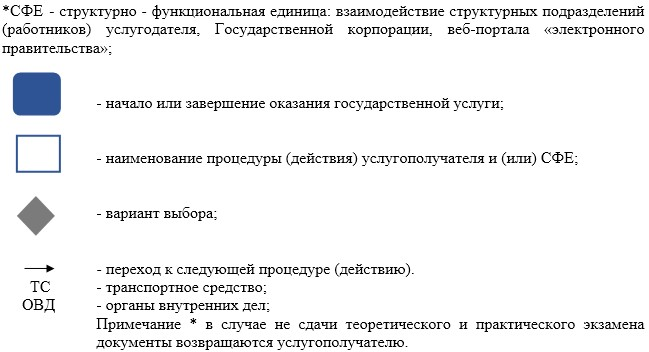 *СФЕ - структурно - функциональная единица: взаимодействие структурных подразделений
(работников) услугодателя, Государственной корпорации, веб-портала «электронного
правительства»;
- начало или завершение оказания государственной услуги;
- наименование процедуры (действия) услугополучателя и (или) СФЕ;
- вариант выбора;
- переход к следующей процедуре (действию).
ТС - транспортное средство;
ОВД - органы внутренних дел;
Примечание * в случае не сдачи теоретического и практического экзамена
документы возвращаются услугополучателю.